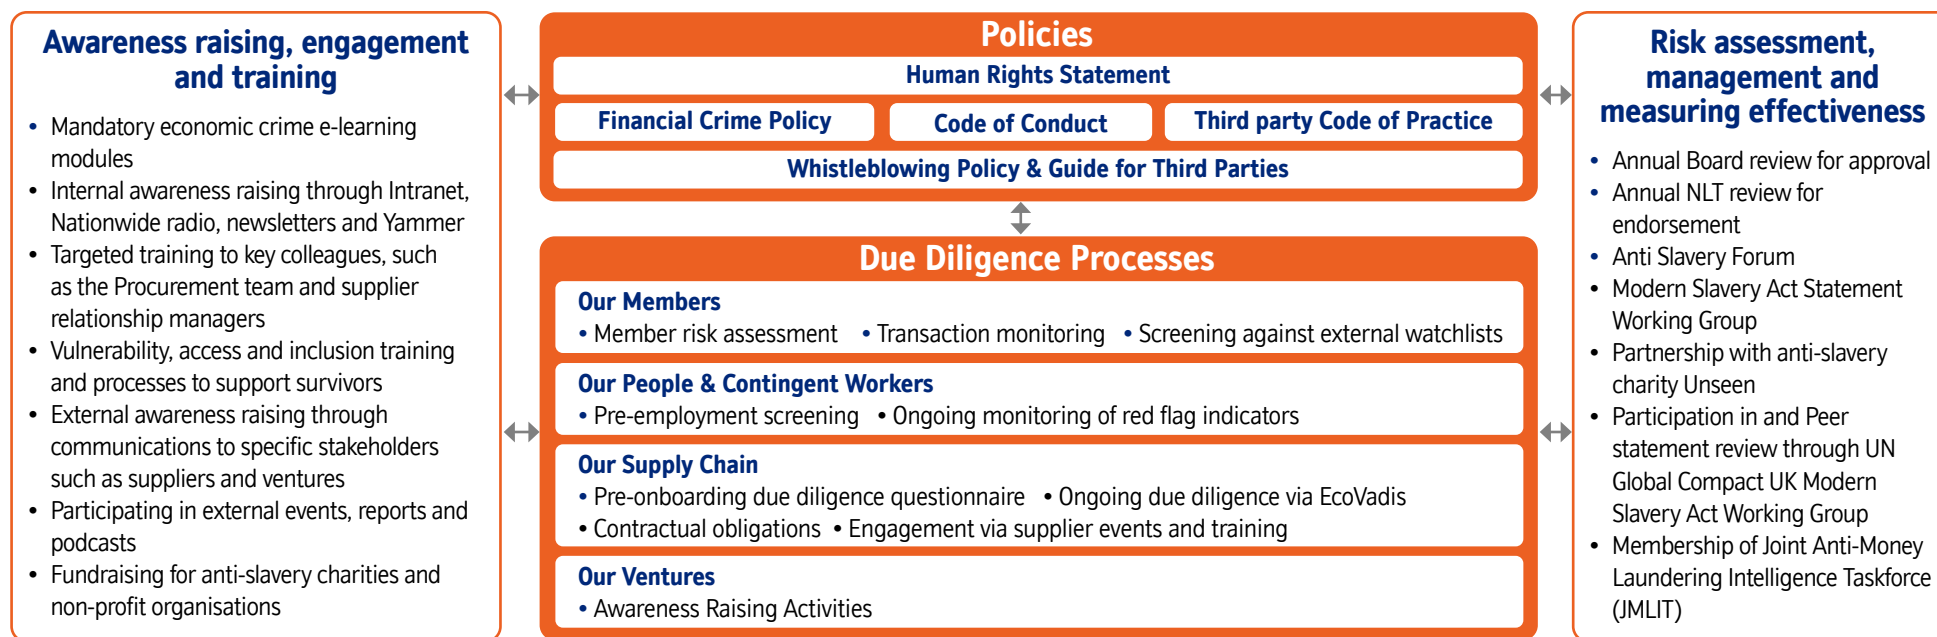 Awareness raising, engagement
and training
• Mandatory economic crime e-learning
modules
• Internal awareness raising through Intranet,
Nationwide radio, newsletters and Yammer
• Targeted training to key colleagues, such
as the Procurement team and supplier
relationship managers
• Vulnerability, access and inclusion training
and processes to support survivors
• External awareness raising through
communications to specific stakeholders
such as suppliers and ventures
• Participating in external events, reports and
podcasts
• Fundraising for anti-slavery charities and
non-profit organisations
Policies
Human Rights Statement
Financial Crime Policy
Code of Conduct
Third party Code of Practice
Whistleblowing Policy & Guide for Third Parties
Due Diligence Processes
Our Members
• Member risk assessment • Transaction monitoring • Screening against external watchlists
Our People & Contingent Workers
• Pre-employment screening • Ongoing monitoring of red flag indicators
Our Supply Chain
• Pre-onboarding due diligence questionnaire • Ongoing due diligence via EcoVadis
• Contractual obligations • Engagement via supplier events and training
Our Ventures
• Awareness Raising Activities
Risk assessment,
management and
measuring effectiveness
• Annual Board review for approval
• Annual NLT review for
endorsement
• Anti Slavery Forum
• Modern Slavery Act Statement
Working Group
• Partnership with anti-slavery
charity Unseen
• Participation in and Peer
statement review through UN
Global Compact UK Modern
Slavery Act Working Group
• Membership of Joint Anti-Money
Laundering Intelligence Taskforce
(JMLIT)